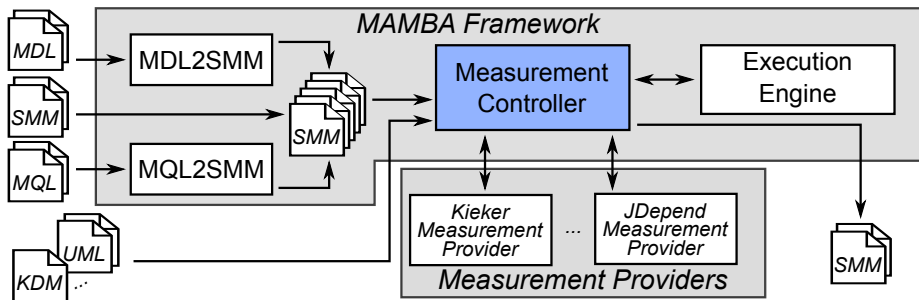 MAMBA Framework
MDL
MDL2SMM
SMM
SMM
MQL
MQL2SMM
Measurement
Controller
Execution
Engine
UML
KDM ...
Kieker
Measurement
Provider
...
JDepend
Measurement
Provider
Measurement Providers
SMM